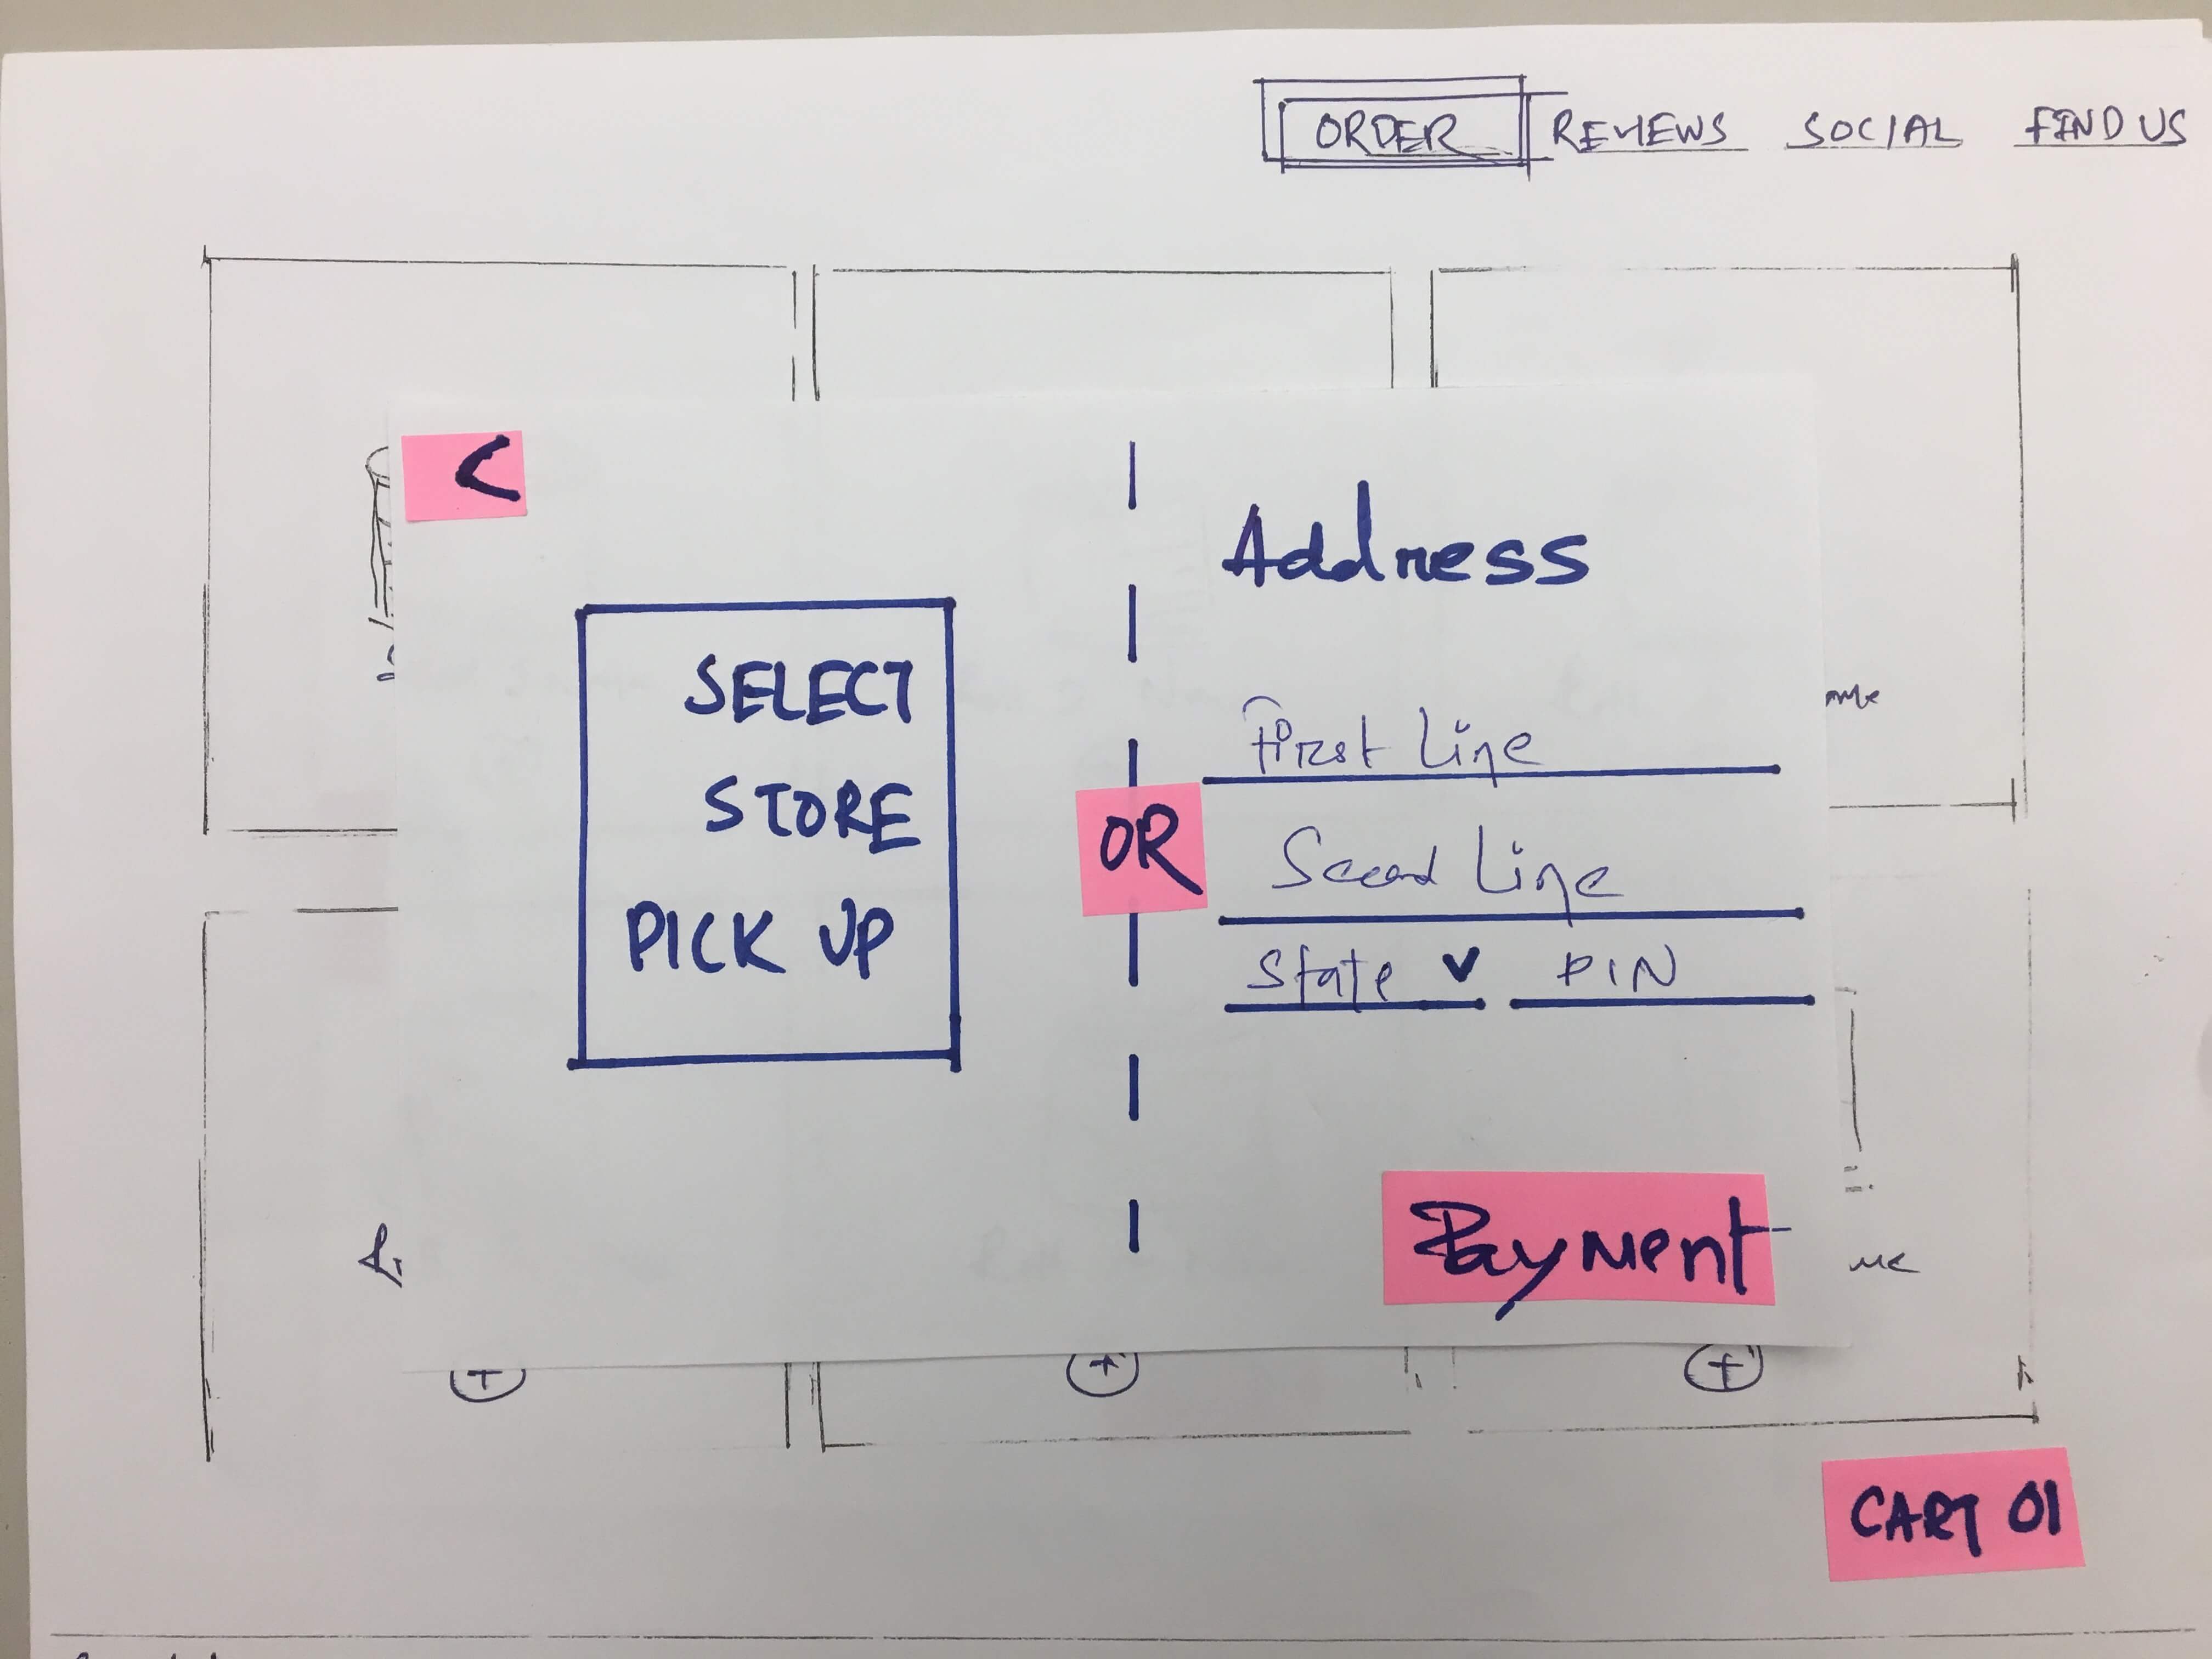 ORDER REVIEWS SOCIAL FIND US
<
Address
SELECT
STORE
PICK UP
OR
First Line
Second Line
State v PIN
Payment
+ + +
CART 01